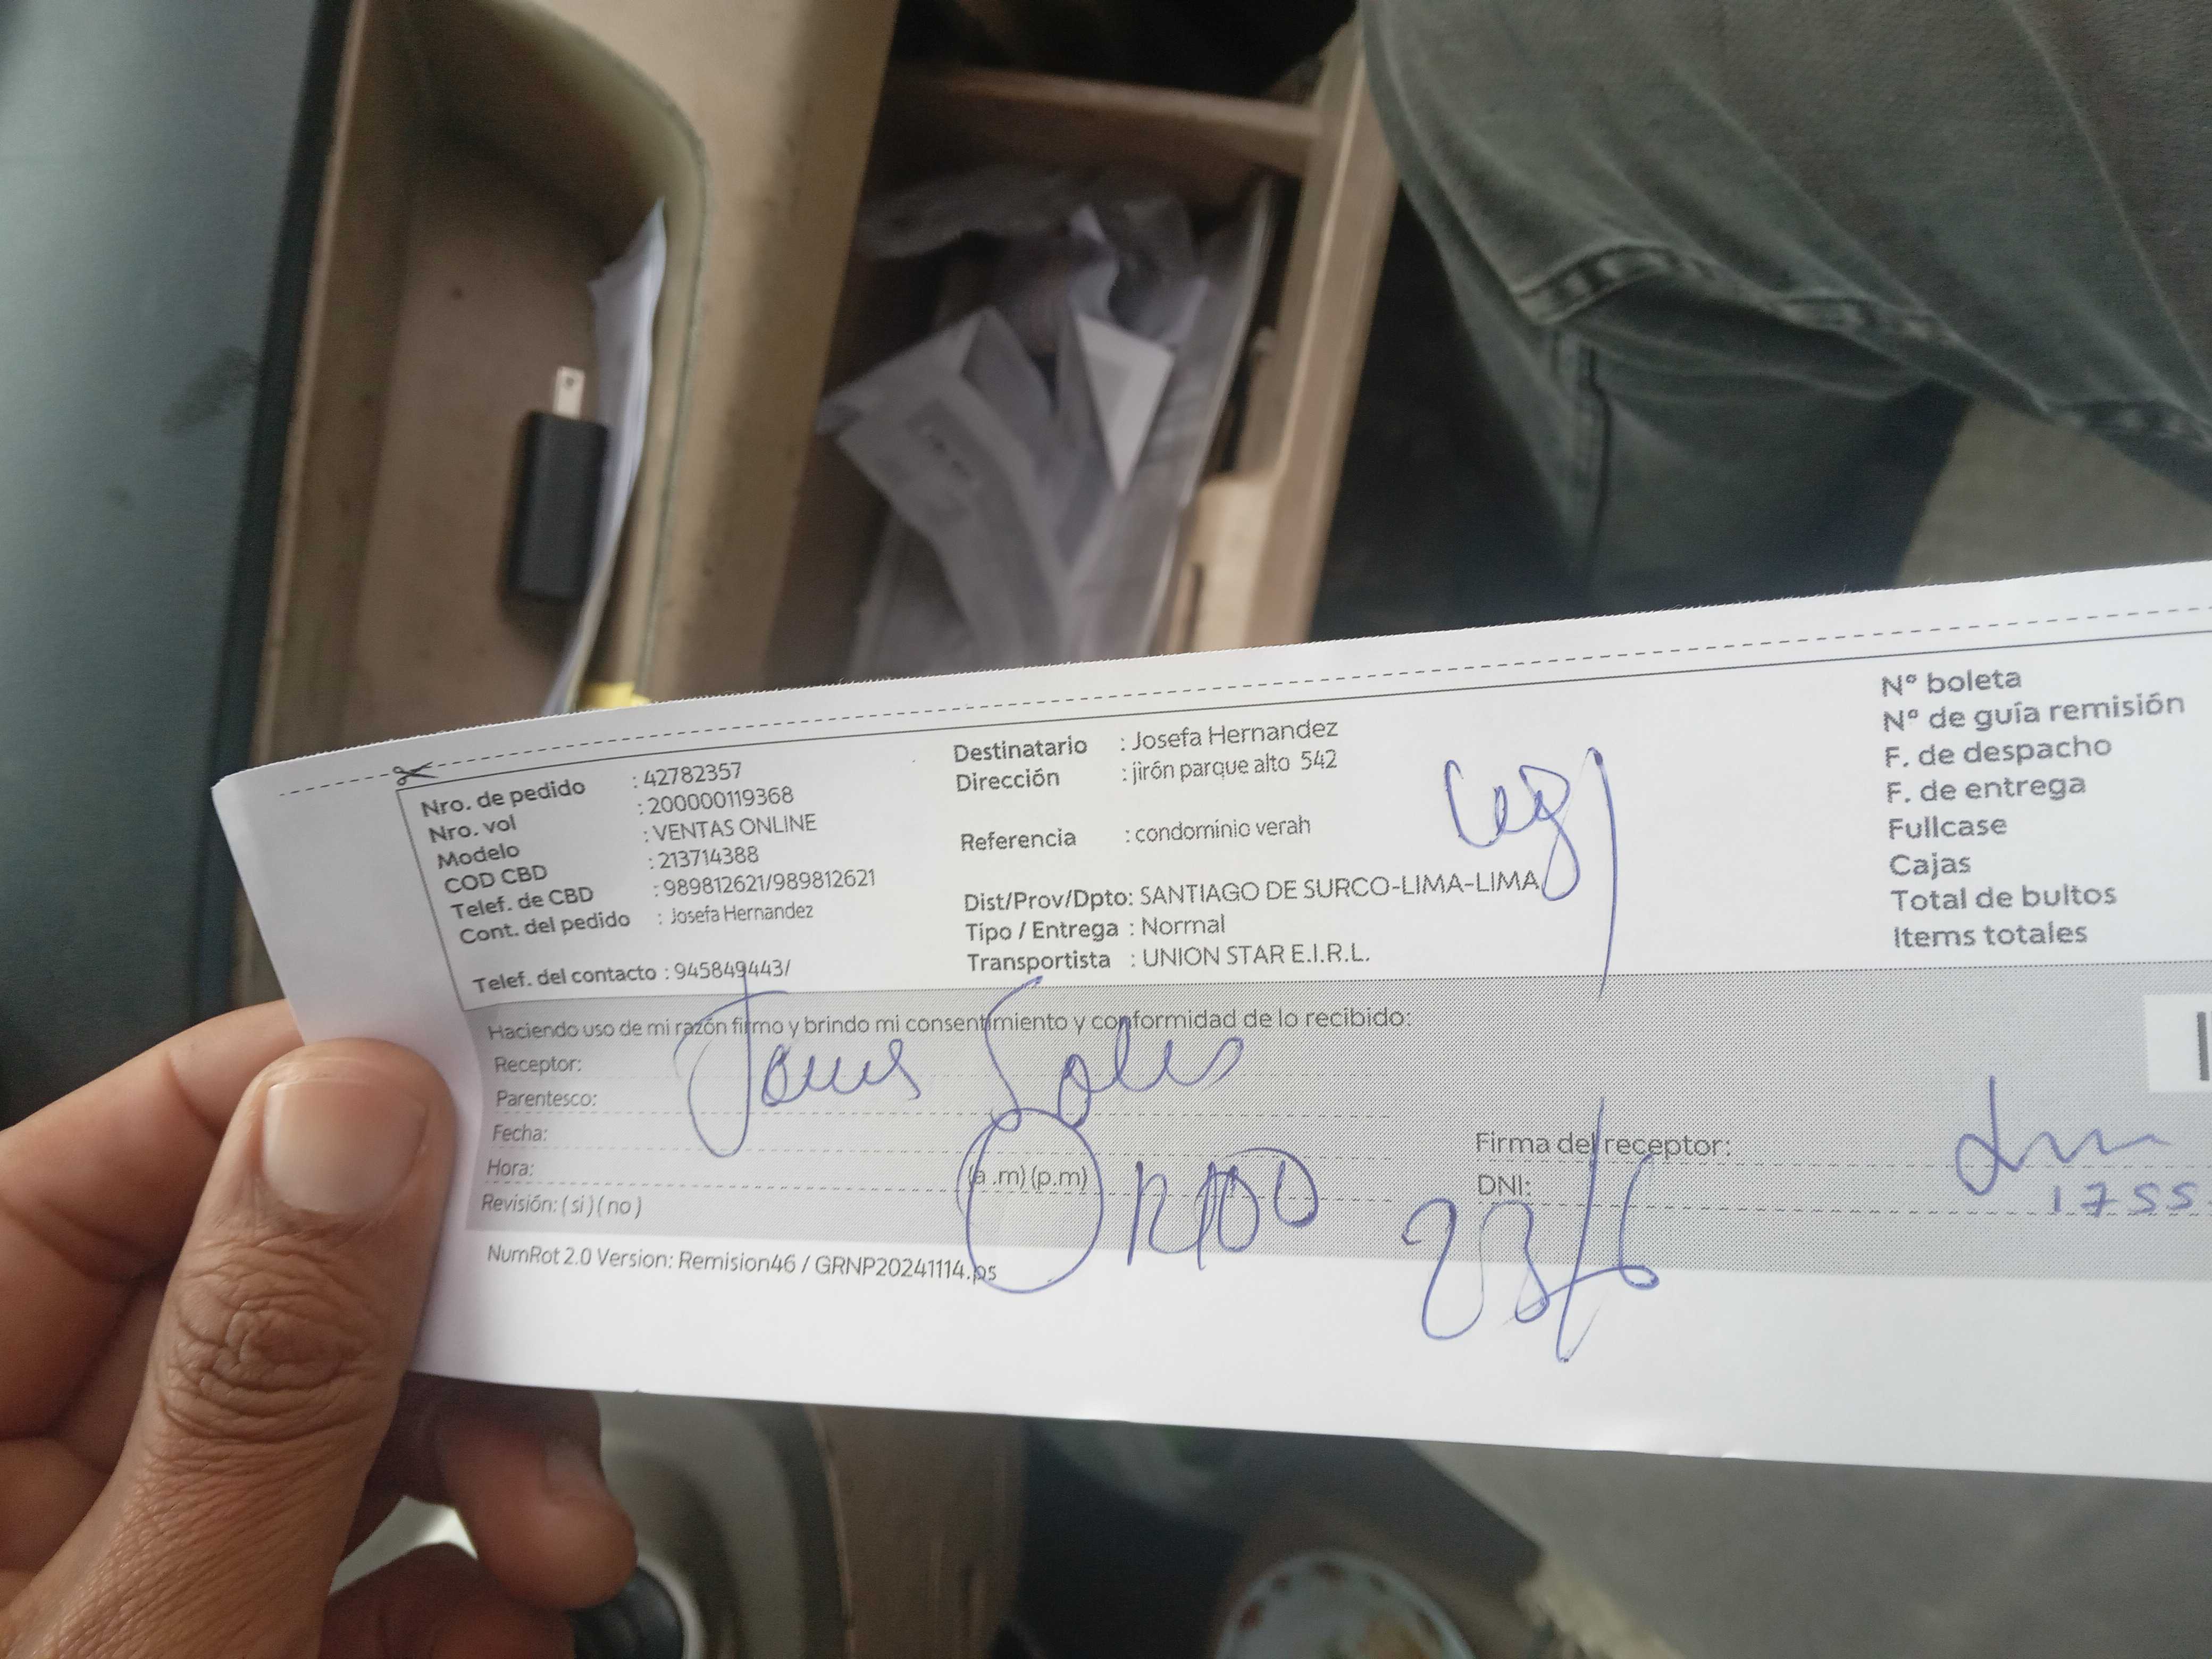 Nro. de pedido : 42782357
Nro. vol : 200000119368
Modelo : VENTAS ONLINE
COD CBD : 213714388
Telef. de CBD : 989812621/989812621
Cont. del pedido : Josefa Hernandez
Telef. del contacto : 945849443/
Destinatario : Josefa Hernandez
Dirección : jirón parque alto 542
Referencia : condominio verah
Dist/Prov/Dpto: SANTIAGO DE SURCO-LIMA-LIMA
Tipo / Entrega : Normal
Transportista : UNION STAR E.I.R.L.
Nº boleta
Nº de guía remisión
F. de despacho
F. de entrega
Fullcase
Cajas
Total de bultos
Items totales
Haciendo uso de mi razón firmo y brindo mi consentimiento y conformidad de lo recibido:
Receptor:
Parentesco:
Fecha:
Hora: (a.m) (p.m)
Revisión: ( si ) ( no )
Firma del receptor:
DNI: 1755
23/6
NumRot 2.0 Version: Remision46 / GRNP20241114.ps